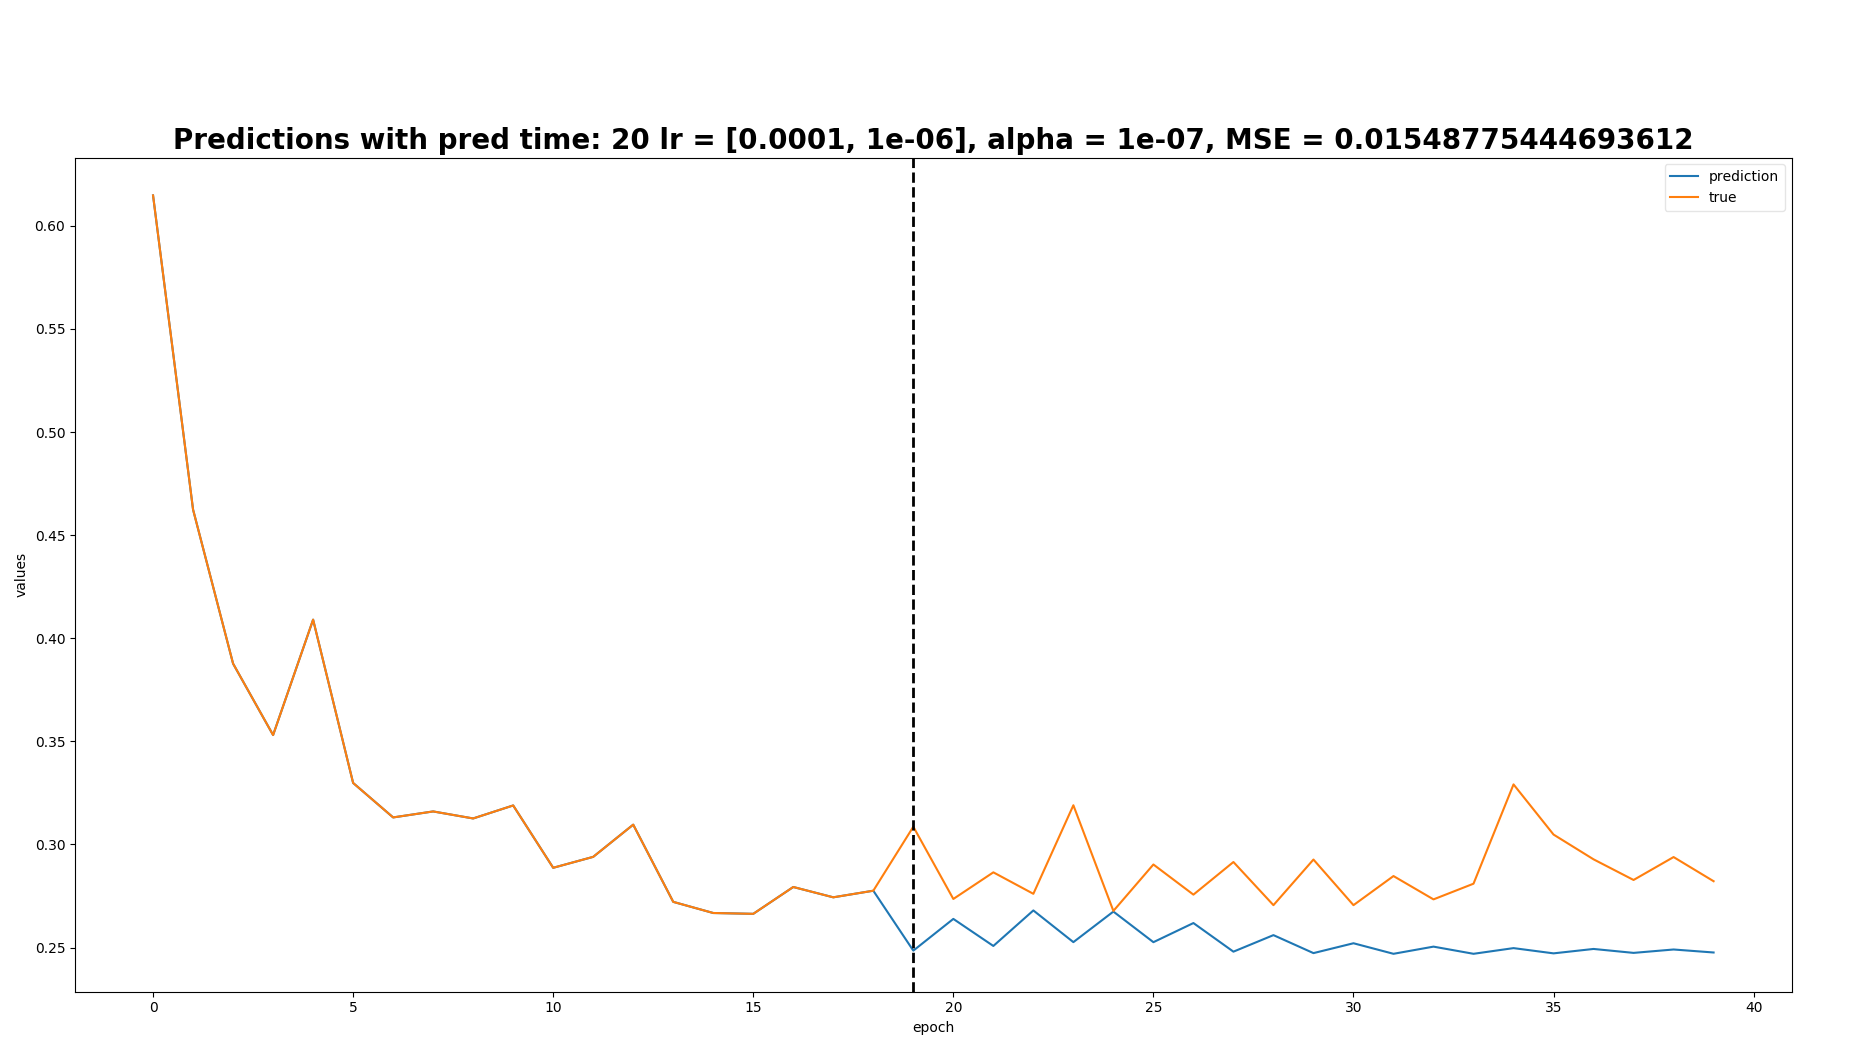 Predictions with pred time: 20 lr = [0.0001, 1e-06], alpha = 1e-07, MSE = 0.01548775444693612
prediction
true
0.60
0.55
0.50
0.45
0.40
0.35
0.30
0.25
values
0 5 10 15 20 25 30 35 40
epoch